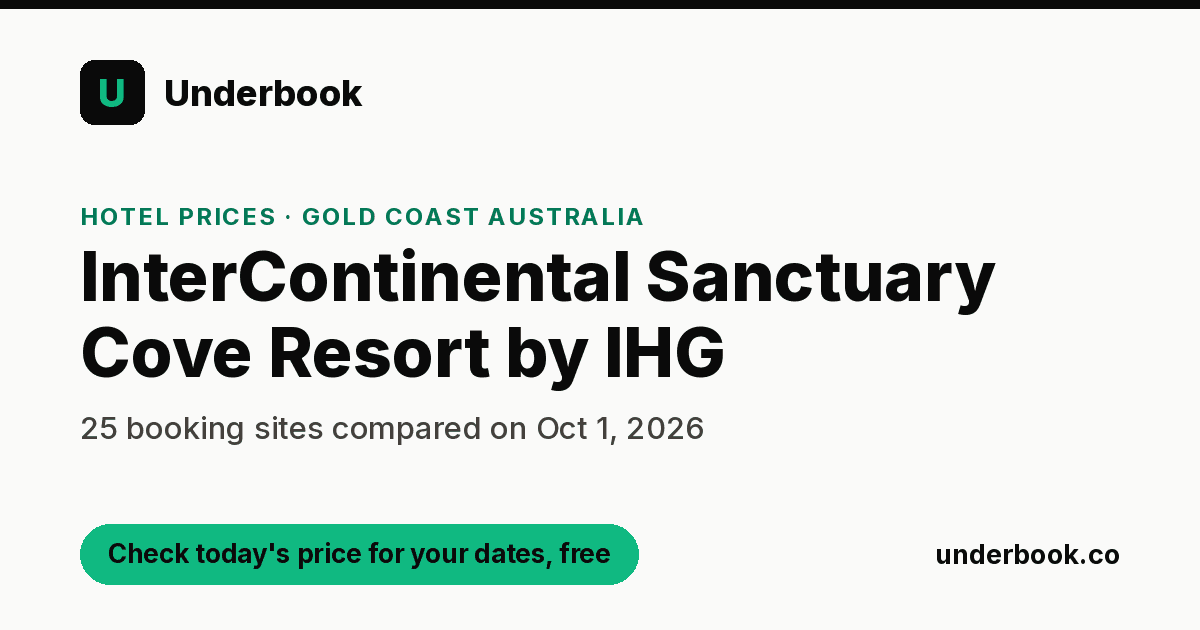 U Underbook
HOTEL PRICES · GOLD COAST AUSTRALIA
InterContinental Sanctuary
Cove Resort by IHG
25 booking sites compared on Oct 1, 2026
Check today's price for your dates, free
underbook.co